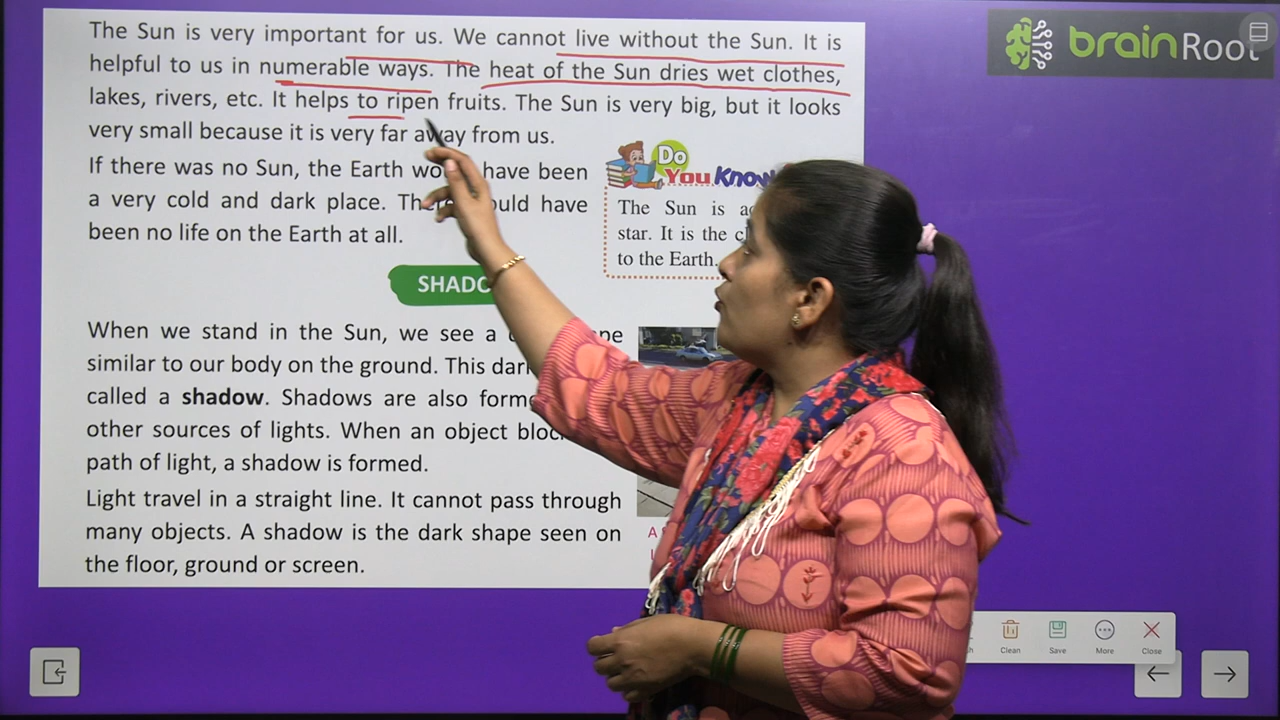 The Sun is very important for us. We cannot live without the Sun. It is
helpful to us in numerable ways. The heat of the Sun dries wet clothes,
lakes, rivers, etc. It helps to ripen fruits. The Sun is very big, but it looks
very small because it is very far away from us.
If there was no Sun, the Earth have been
a very cold and dark place. have
been no life on the Earth at all.
Do
You Know
The Sun is
star. It is the
to the Earth.
When we stand in the Sun, we see a
similar to our body on the ground. This
called a shadow. Shadows are also
other sources of lights. When an object
path of light, a shadow is formed.
Light travel in a straight line. It cannot pass through
many objects. A shadow is the dark shape seen on
the floor, ground or screen.
brain Root
Clean Save More Close